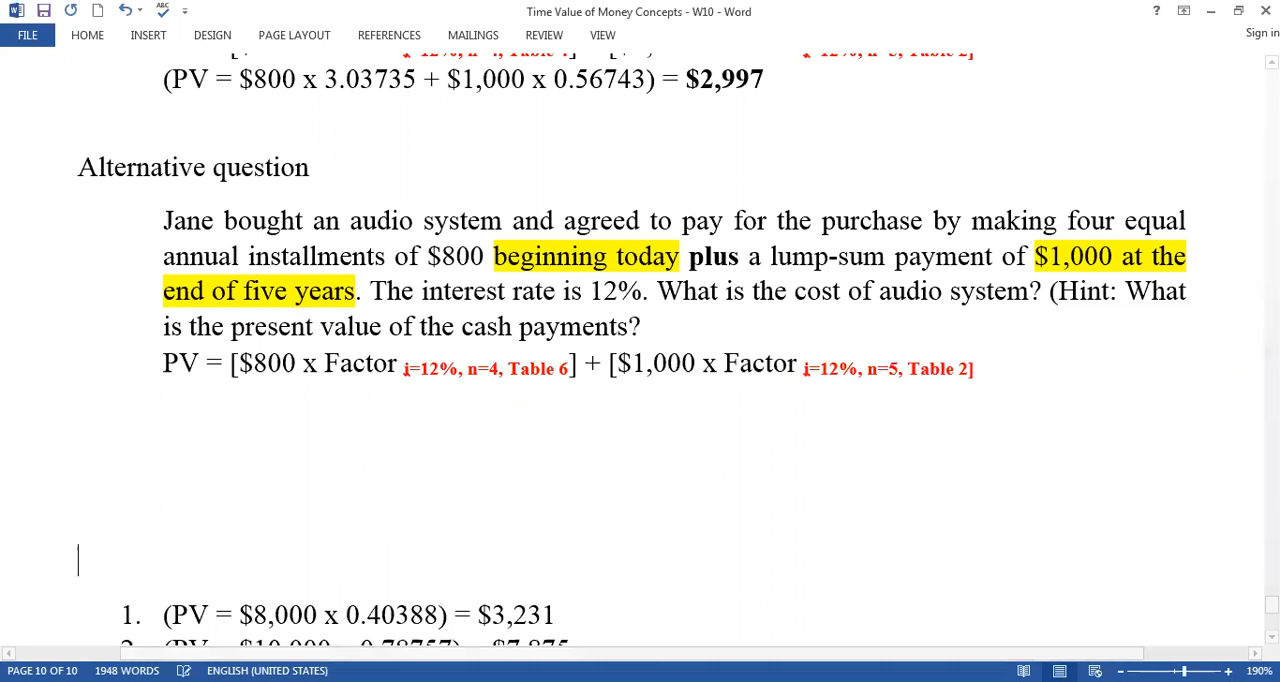 Time Value of Money Concepts - W10 - Word
ABC
?
Sign in
FILE HOME INSERT DESIGN PAGE LAYOUT REFERENCES MAILINGS REVIEW VIEW
(PV = $800 x 3.03735 + $1,000 x 0.56743) = $2,997
Alternative question
Jane bought an audio system and agreed to pay for the purchase by making four equal
annual installments of $800 beginning today plus a lump-sum payment of $1,000 at the
end of five years. The interest rate is 12%. What is the cost of audio system? (Hint: What
is the present value of the cash payments?
PV = [$800 x Factor i=12%, n=4, Table 6] + [$1,000 x Factor i=12%, n=5, Table 2]
1. (PV = $8,000 x 0.40388) = $3,231
PAGE 10 OF 10 1948 WORDS ENGLISH (UNITED STATES) 190%